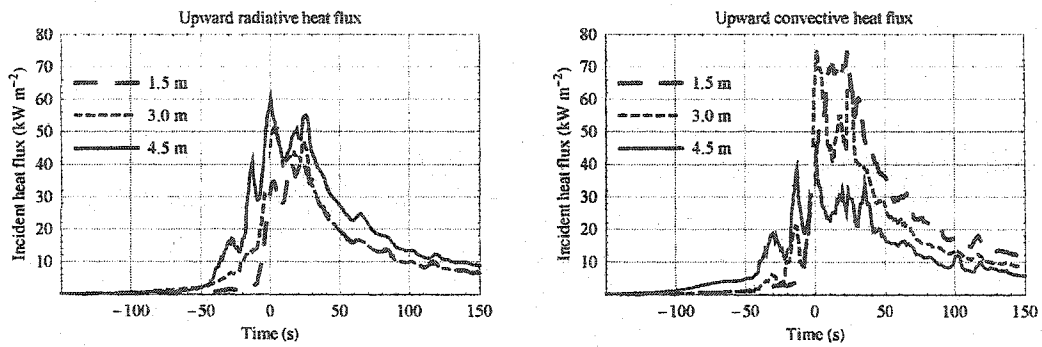 Upward radiative heat flux
Incident heat flux (kW m⁻²)
80
70
60
50
40
30
20
10
1.5 m
3.0 m
4.5 m
−100
−50
0
50
100
150
Time (s)
Upward convective heat flux
Incident heat flux (kW m⁻²)
80
70
60
50
40
30
20
10
1.5 m
3.0 m
4.5 m
−100
−50
0
50
100
150
Time (s)